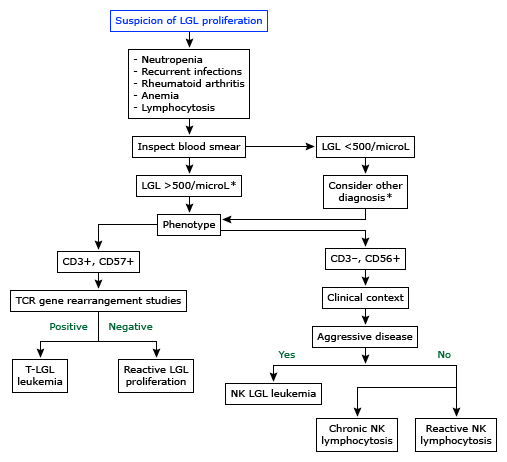 Suspicion of LGL proliferation
- Neutropenia
- Recurrent infections
- Rheumatoid arthritis
- Anemia
- Lymphocytosis
Inspect blood smear
LGL <500/microL
LGL >500/microL*
Consider other
diagnosis*
Phenotype
CD3+, CD57+
CD3–, CD56+
TCR gene rearrangement studies
Clinical context
Positive
Negative
Aggressive disease
T-LGL
leukemia
Reactive LGL
proliferation
Yes
No
NK LGL leukemia
Chronic NK
lymphocytosis
Reactive NK
lymphocytosis